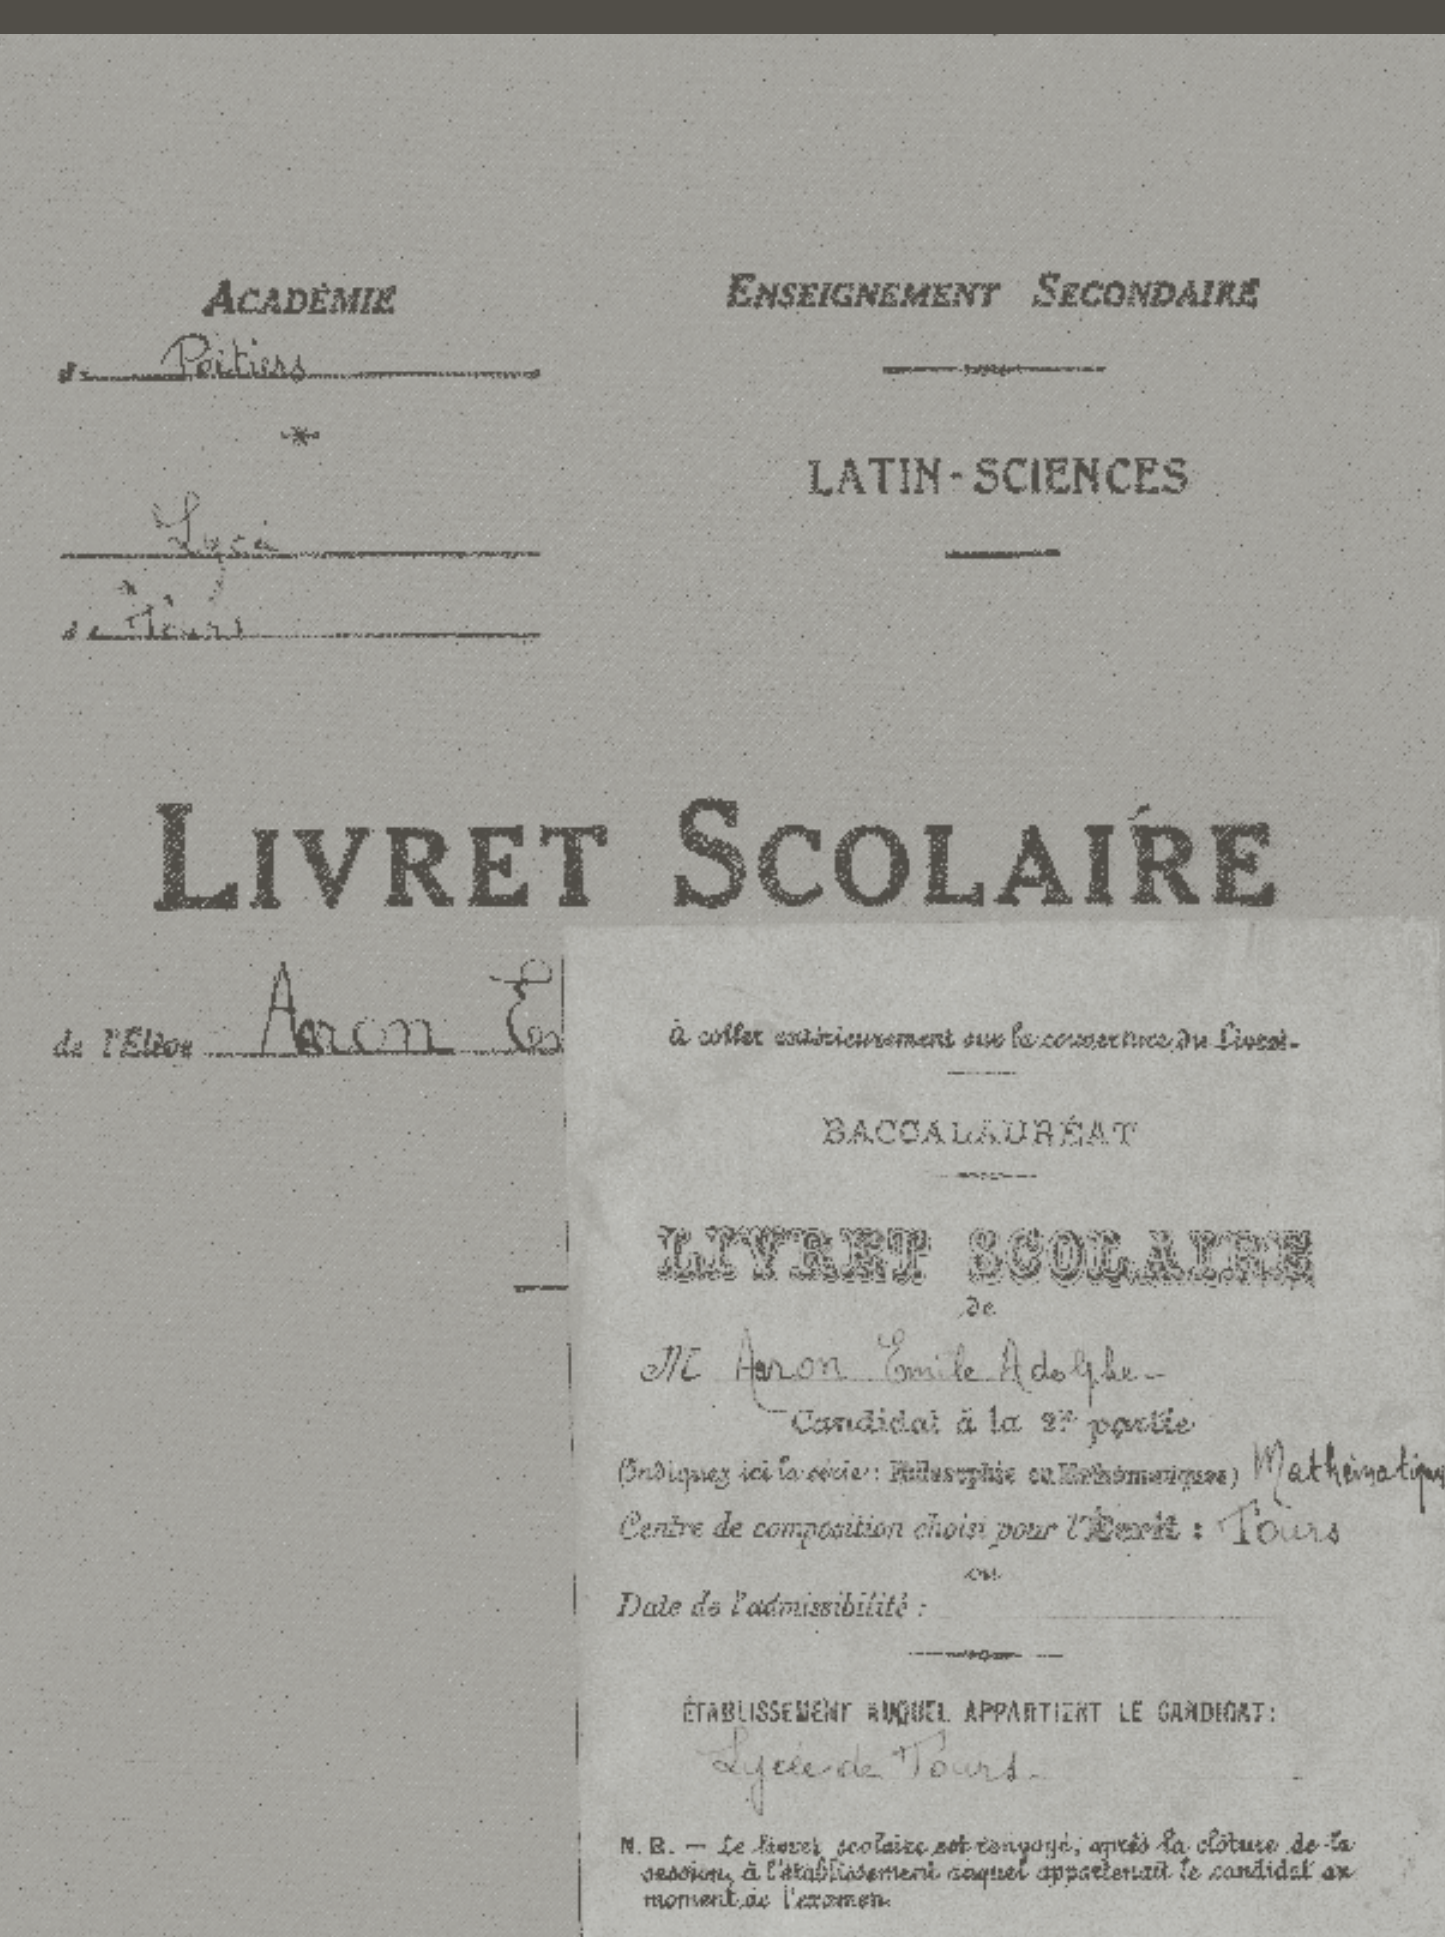 ACADÉMIE
de Poitiers
Lycée
de Tours
ENSEIGNEMENT SECONDAIRE
LATIN-SCIENCES
LIVRET SCOLAIRE
de l'Élève Aaron
À coller extérieurement sur la couverture du Livret.
BACCALAURÉAT
LIVRET SCOLAIRE
de
M Aaron Emile Adolphe
Candidat à la 2e partie
(Indiquez ici la série : Philosophie ou Mathématiques) Mathématiques
Centre de composition choisi pour l'Écrit : Tours
ou
Date de l'admissibilité :
ÉTABLISSEMENT AUQUEL APPARTIENT LE CANDIDAT :
Lycée de Tours
N. B. — Le livret scolaire est renvoyé, après la clôture de la
session, à l'établissement auquel appartenait le candidat au
moment de l'examen.